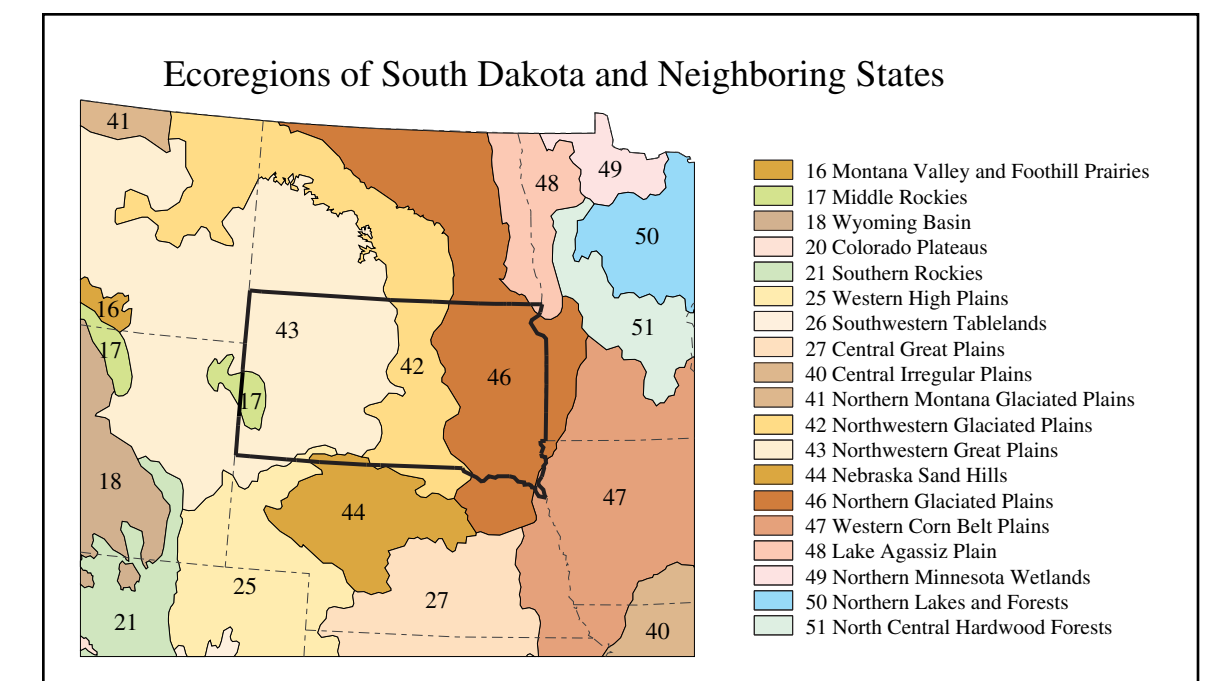 Ecoregions of South Dakota and Neighboring States
41
49
48
50
16
43
51
17
42
46
17
18
47
44
25
27
21
40
16 Montana Valley and Foothill Prairies
17 Middle Rockies
18 Wyoming Basin
20 Colorado Plateaus
21 Southern Rockies
25 Western High Plains
26 Southwestern Tablelands
27 Central Great Plains
40 Central Irregular Plains
41 Northern Montana Glaciated Plains
42 Northwestern Glaciated Plains
43 Northwestern Great Plains
44 Nebraska Sand Hills
46 Northern Glaciated Plains
47 Western Corn Belt Plains
48 Lake Agassiz Plain
49 Northern Minnesota Wetlands
50 Northern Lakes and Forests
51 North Central Hardwood Forests